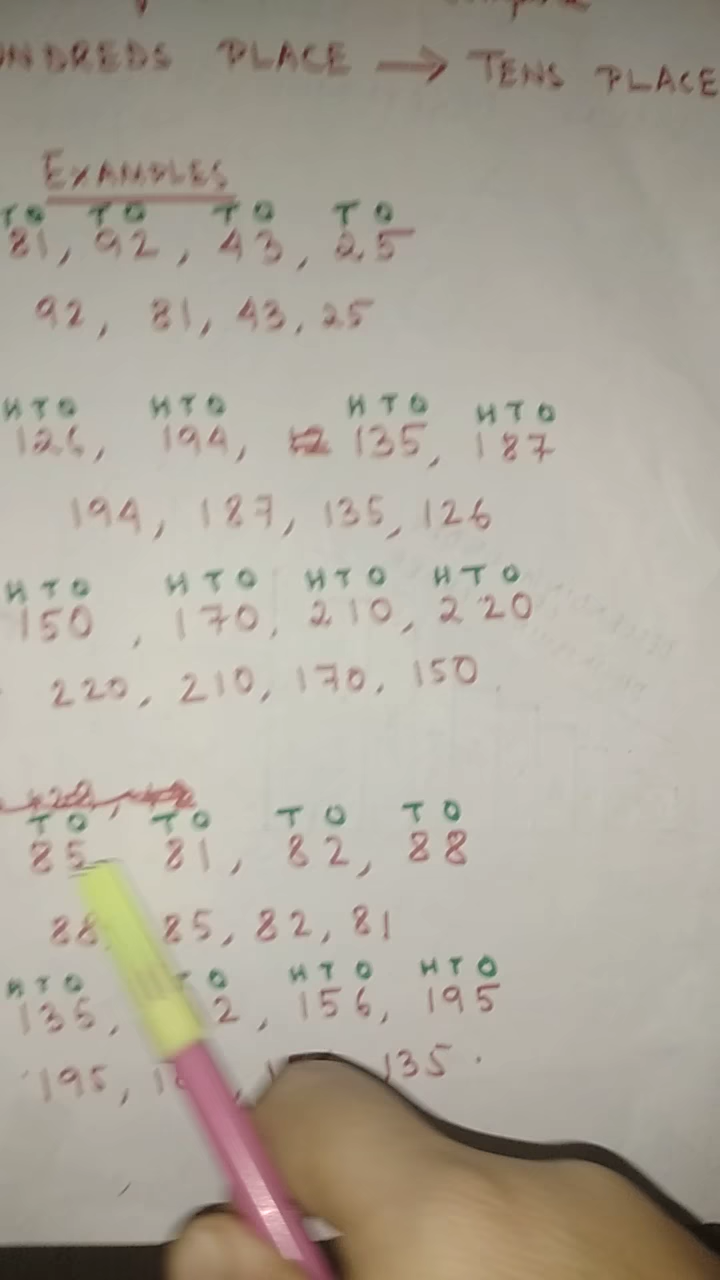 PLACE → TENS PLACE
EXAMPLES
TO TO TO TO
81, 92, 43, 25
92, 81, 43, 25
HTO HTO HTO HTO
126, 194, 135, 187
194, 187, 135, 126
HTO HTO HTO HTO
150, 170, 210, 220
220, 210, 170, 150
TO TO TO TO
85 81, 82, 88
88, 85, 82, 81
HTO HTO HTO
135, 156, 195
195, 135.